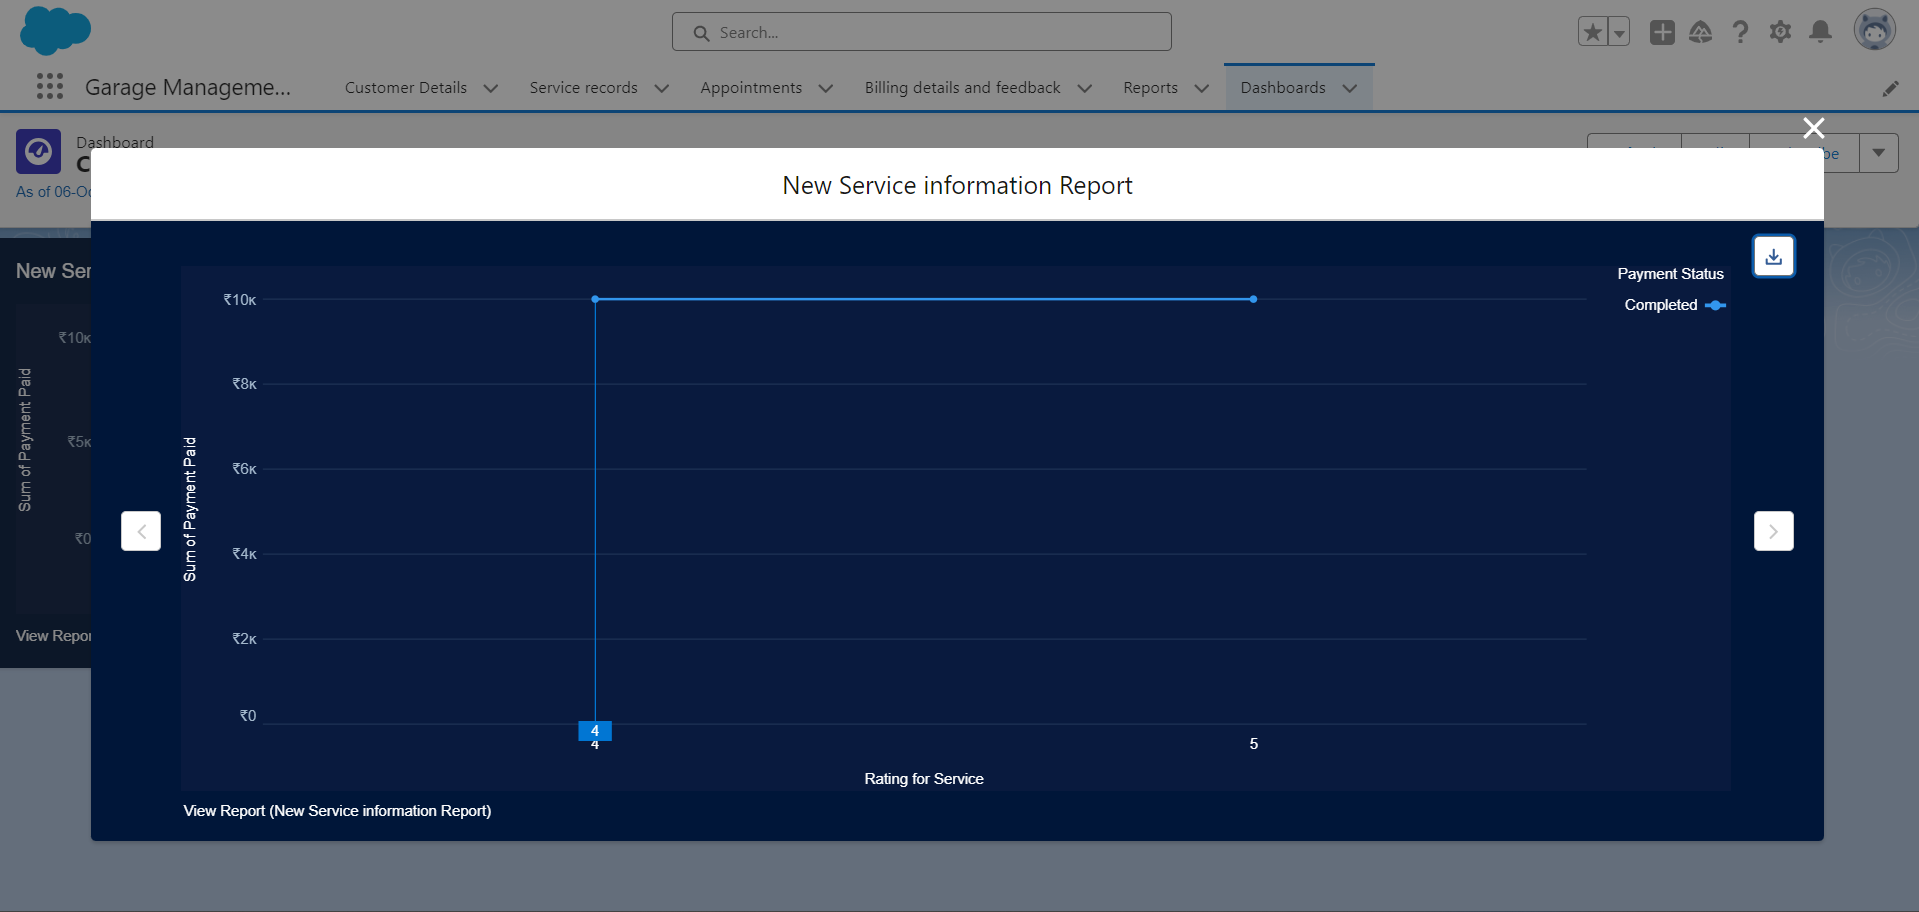 Search...
Garage Manageme...
Customer Details
Service records
Appointments
Billing details and feedback
Reports
Dashboards
Dashboard
C
As of 06-Oc
be
New Service information Report
New Ser
₹10K
₹5K
₹0
Sum of Payment Paid
View Repor
Payment Status
Completed
₹10K
₹8K
₹6K
₹4K
₹2K
₹0
Sum of Payment Paid
4
4
5
Rating for Service
View Report (New Service information Report)